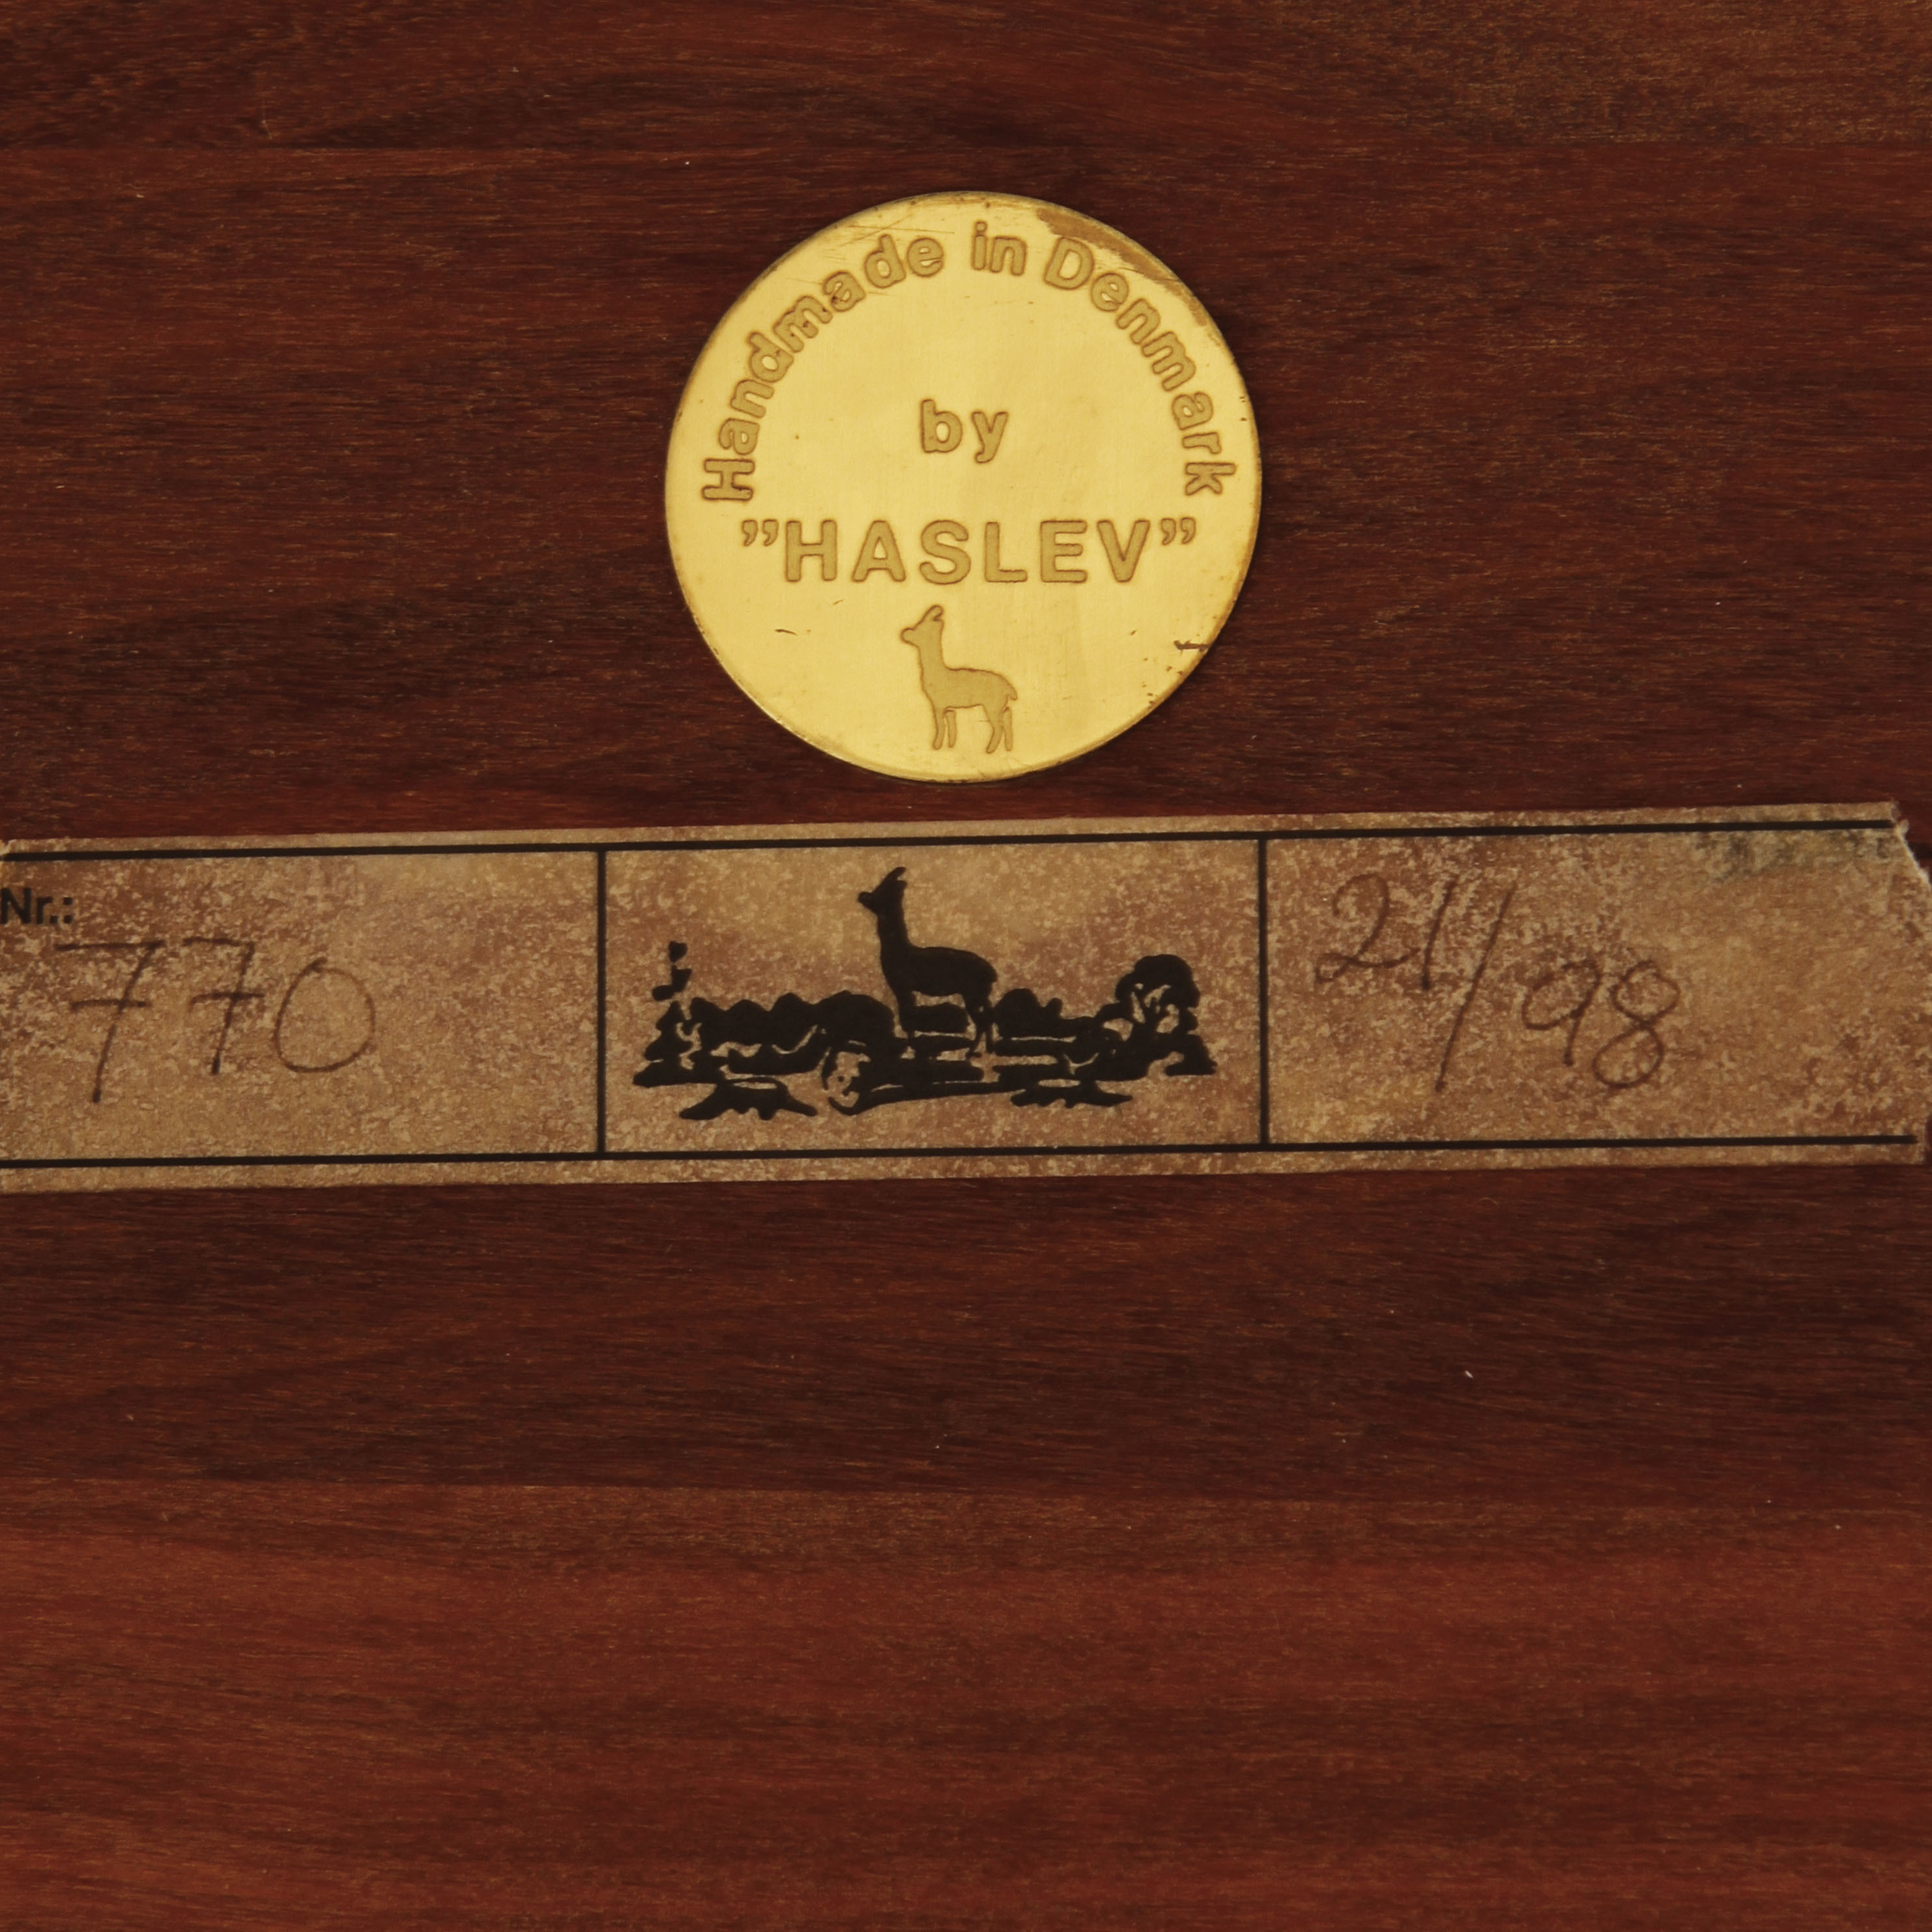 Handmade in Denmark
by
”HASLEV”
Nr.:
770
21/98